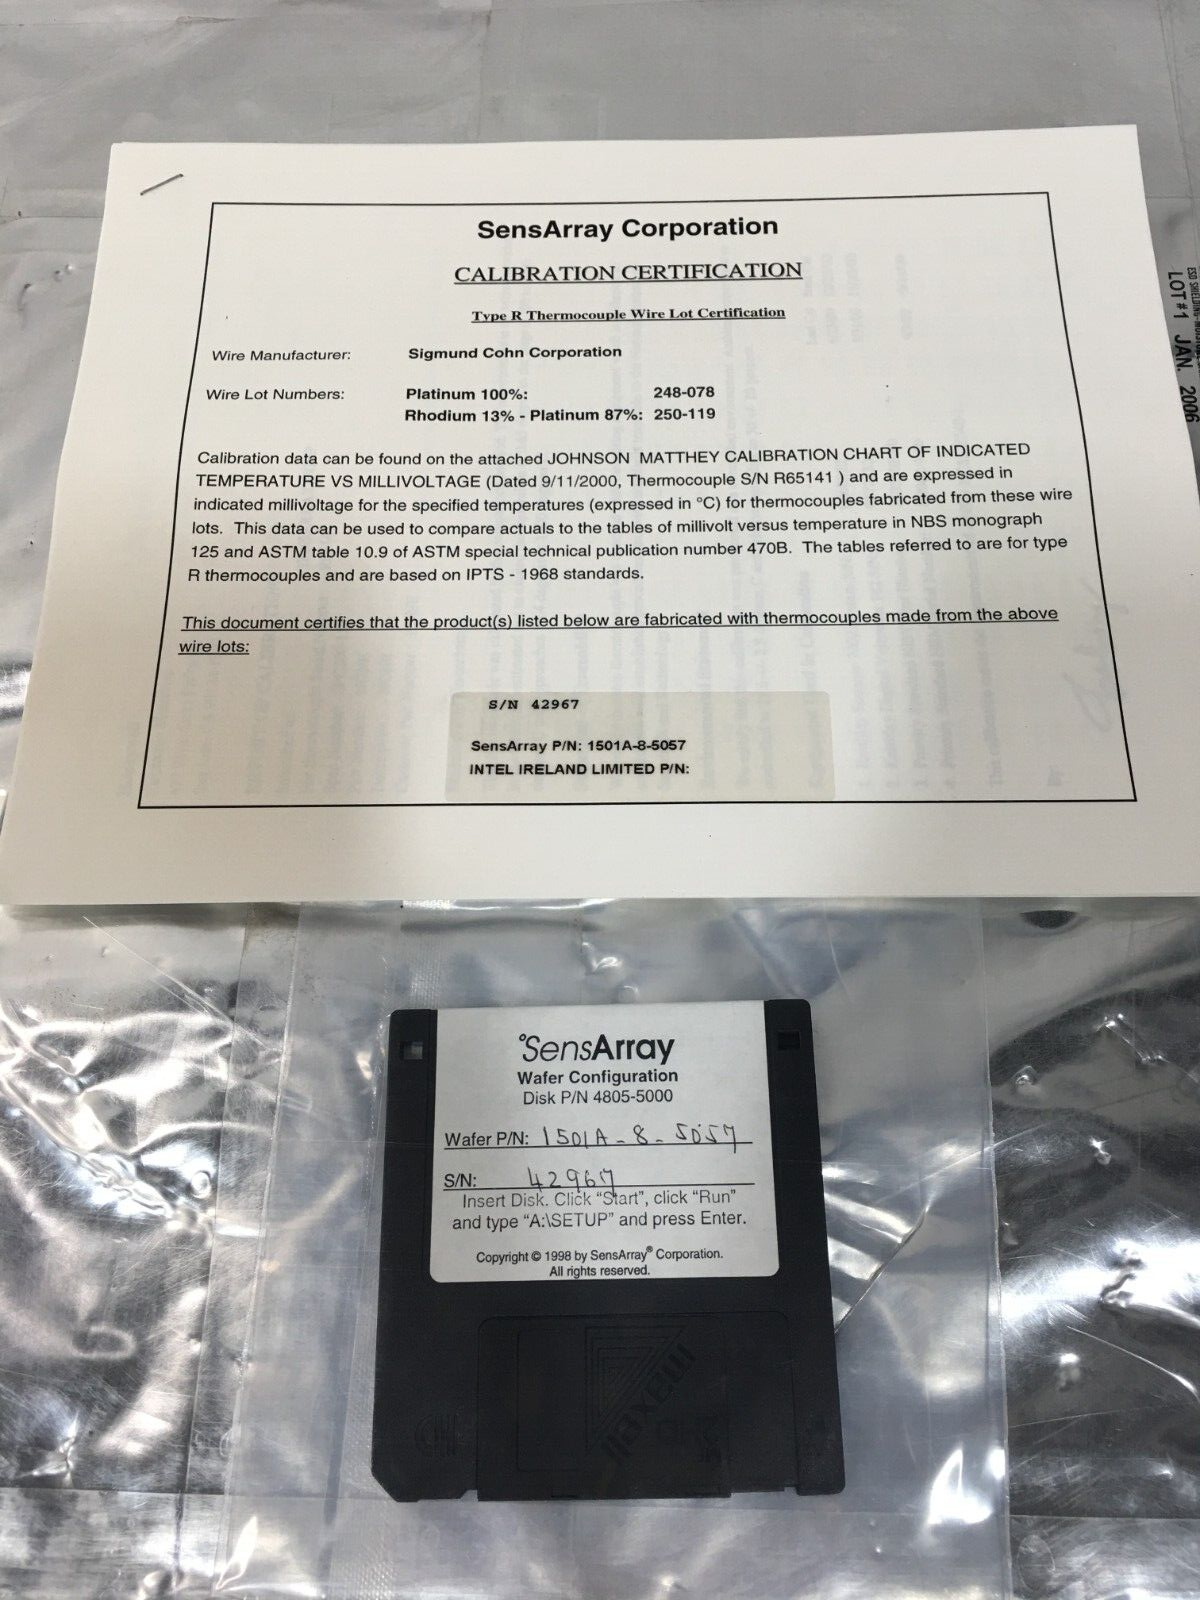 SensArray Corporation
CALIBRATION CERTIFICATION
Type R Thermocouple Wire Lot Certification
Wire Manufacturer: Sigmund Cohn Corporation
Wire Lot Numbers: Platinum 100%: 248-078
Rhodium 13% - Platinum 87%: 250-119
Calibration data can be found on the attached JOHNSON MATTHEY CALIBRATION CHART OF INDICATED
TEMPERATURE VS MILLIVOLTAGE (Dated 9/11/2000, Thermocouple S/N R65141 ) and are expressed in
indicated millivoltage for the specified temperatures (expressed in °C) for thermocouples fabricated from these wire
lots. This data can be used to compare actuals to the tables of millivolt versus temperature in NBS monograph
125 and ASTM table 10.9 of ASTM special technical publication number 470B. The tables referred to are for type
R thermocouples and are based on IPTS - 1968 standards.
This document certifies that the product(s) listed below are fabricated with thermocouples made from the above
wire lots:
S/N 42967
SensArray P/N: 1501A-8-5057
INTEL IRELAND LIMITED P/N:
LOT#1 JAN. 2006
SensArray
Wafer Configuration
Disk P/N 4805-5000
Wafer P/N: 1501A-8-5057
S/N: 42967
Insert Disk. Click “Start”, click “Run”
and type “A:\SETUP” and press Enter.
Copyright © 1998 by SensArray® Corporation.
All rights reserved.
maxell